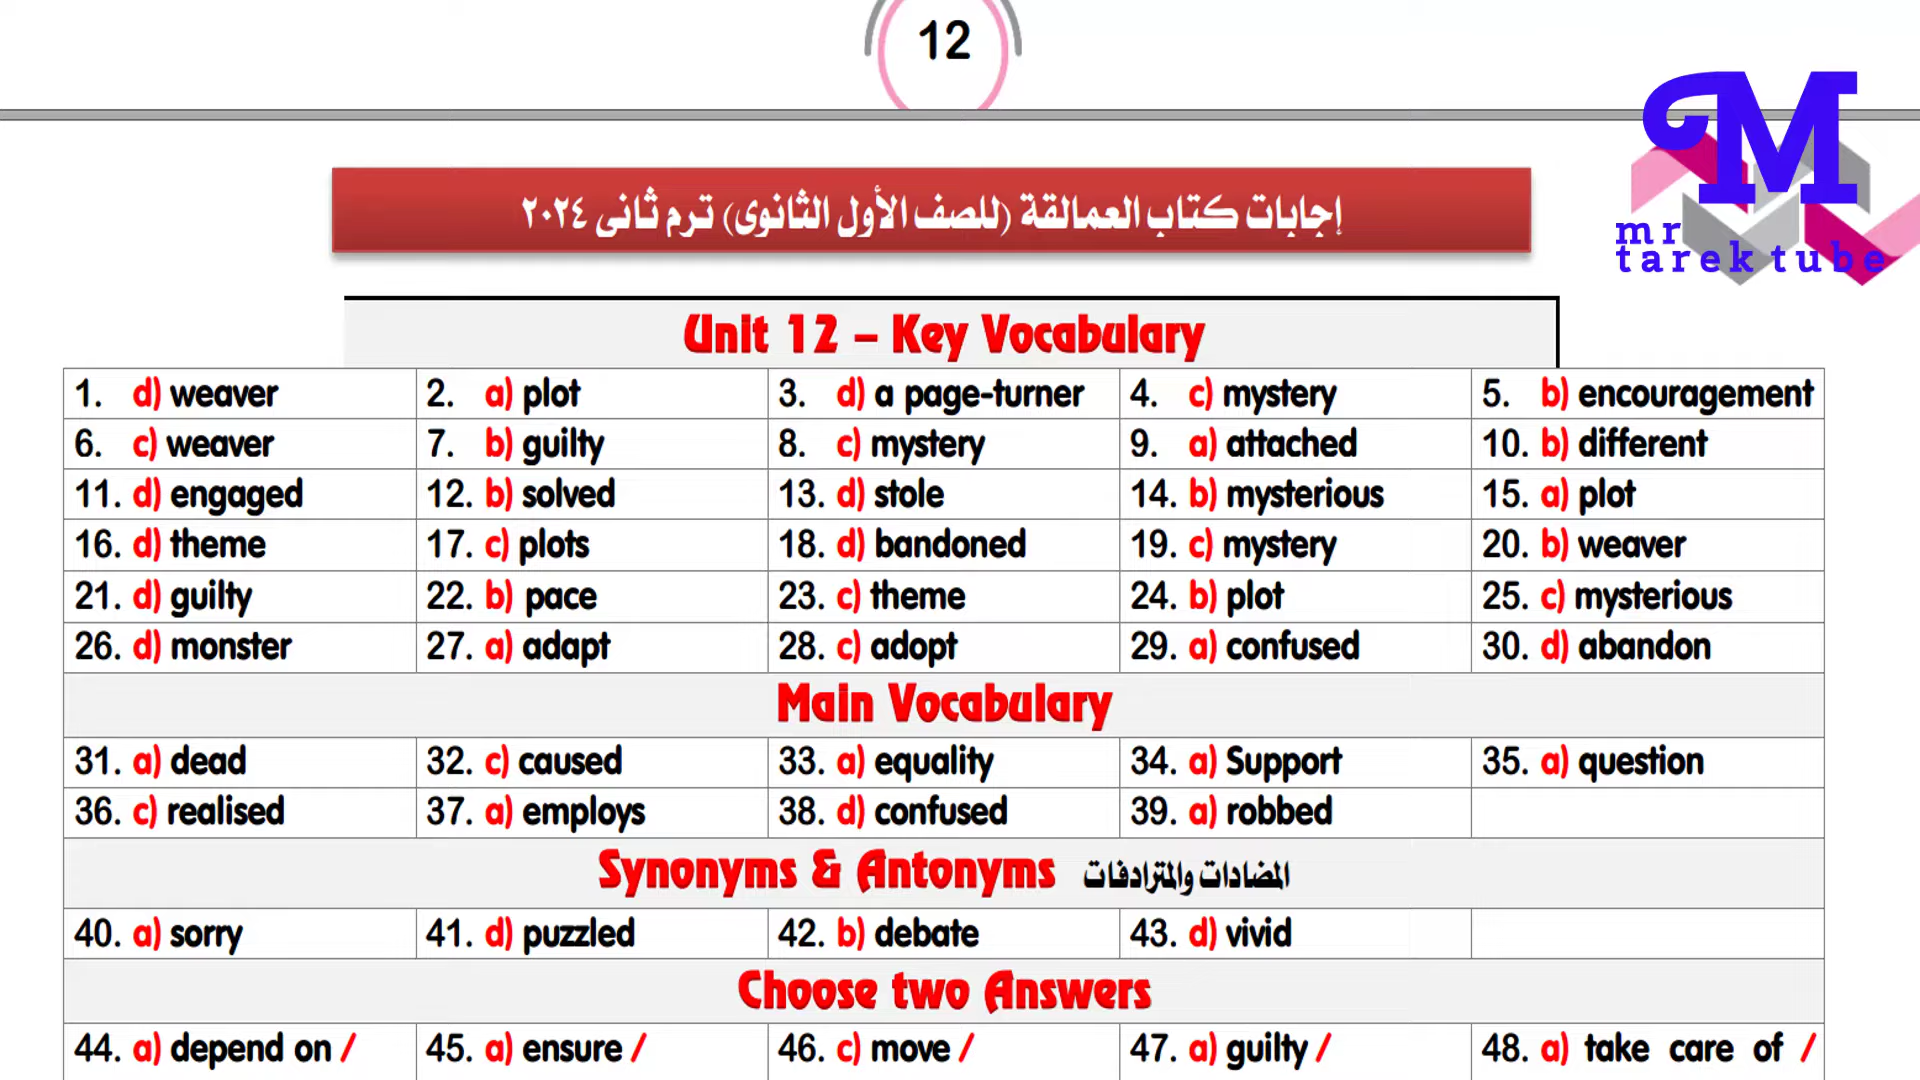 12
M
mr
tarek tube
إجابات كتاب العمالقة (للصف الأول الثانوى) ترم ثانى ٢٠٢٤
Unit 12 – Key Vocabulary
1. d) weaver 2. a) plot 3. d) a page-turner 4. c) mystery 5. b) encouragement
6. c) weaver 7. b) guilty 8. c) mystery 9. a) attached 10. b) different
11. d) engaged 12. b) solved 13. d) stole 14. b) mysterious 15. a) plot
16. d) theme 17. c) plots 18. d) bandoned 19. c) mystery 20. b) weaver
21. d) guilty 22. b) pace 23. c) theme 24. b) plot 25. c) mysterious
26. d) monster 27. a) adapt 28. c) adopt 29. a) confused 30. d) abandon
Main Vocabulary
31. a) dead 32. c) caused 33. a) equality 34. a) Support 35. a) question
36. c) realised 37. a) employs 38. d) confused 39. a) robbed
Synonyms & Antonyms المضادات والمترادفات
40. a) sorry 41. d) puzzled 42. b) debate 43. d) vivid
Choose two Answers
44. a) depend on / 45. a) ensure / 46. c) move / 47. a) guilty / 48. a) take care of /